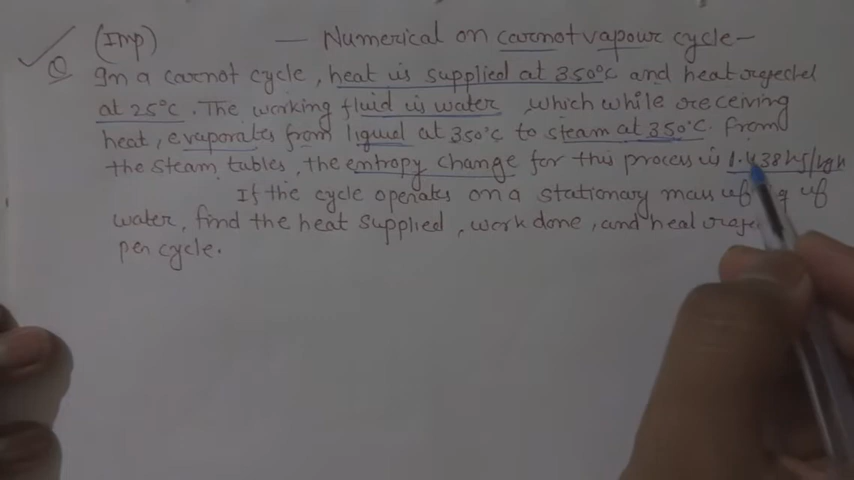 (Imp) — Numerical on carnot vapour cycle —
Q In a carnot cycle, heat is supplied at 350°C and heat rejected
at 25°C. The working fluid is water, which while receiving
heat, evaporates from liquid at 350°C to steam at 350°C. From
the steam tables, the entropy change for this process is 1.438 kJ/kgK
If the cycle operates on a stationary mass of of
water, find the heat supplied, work done, and heat
per cycle.